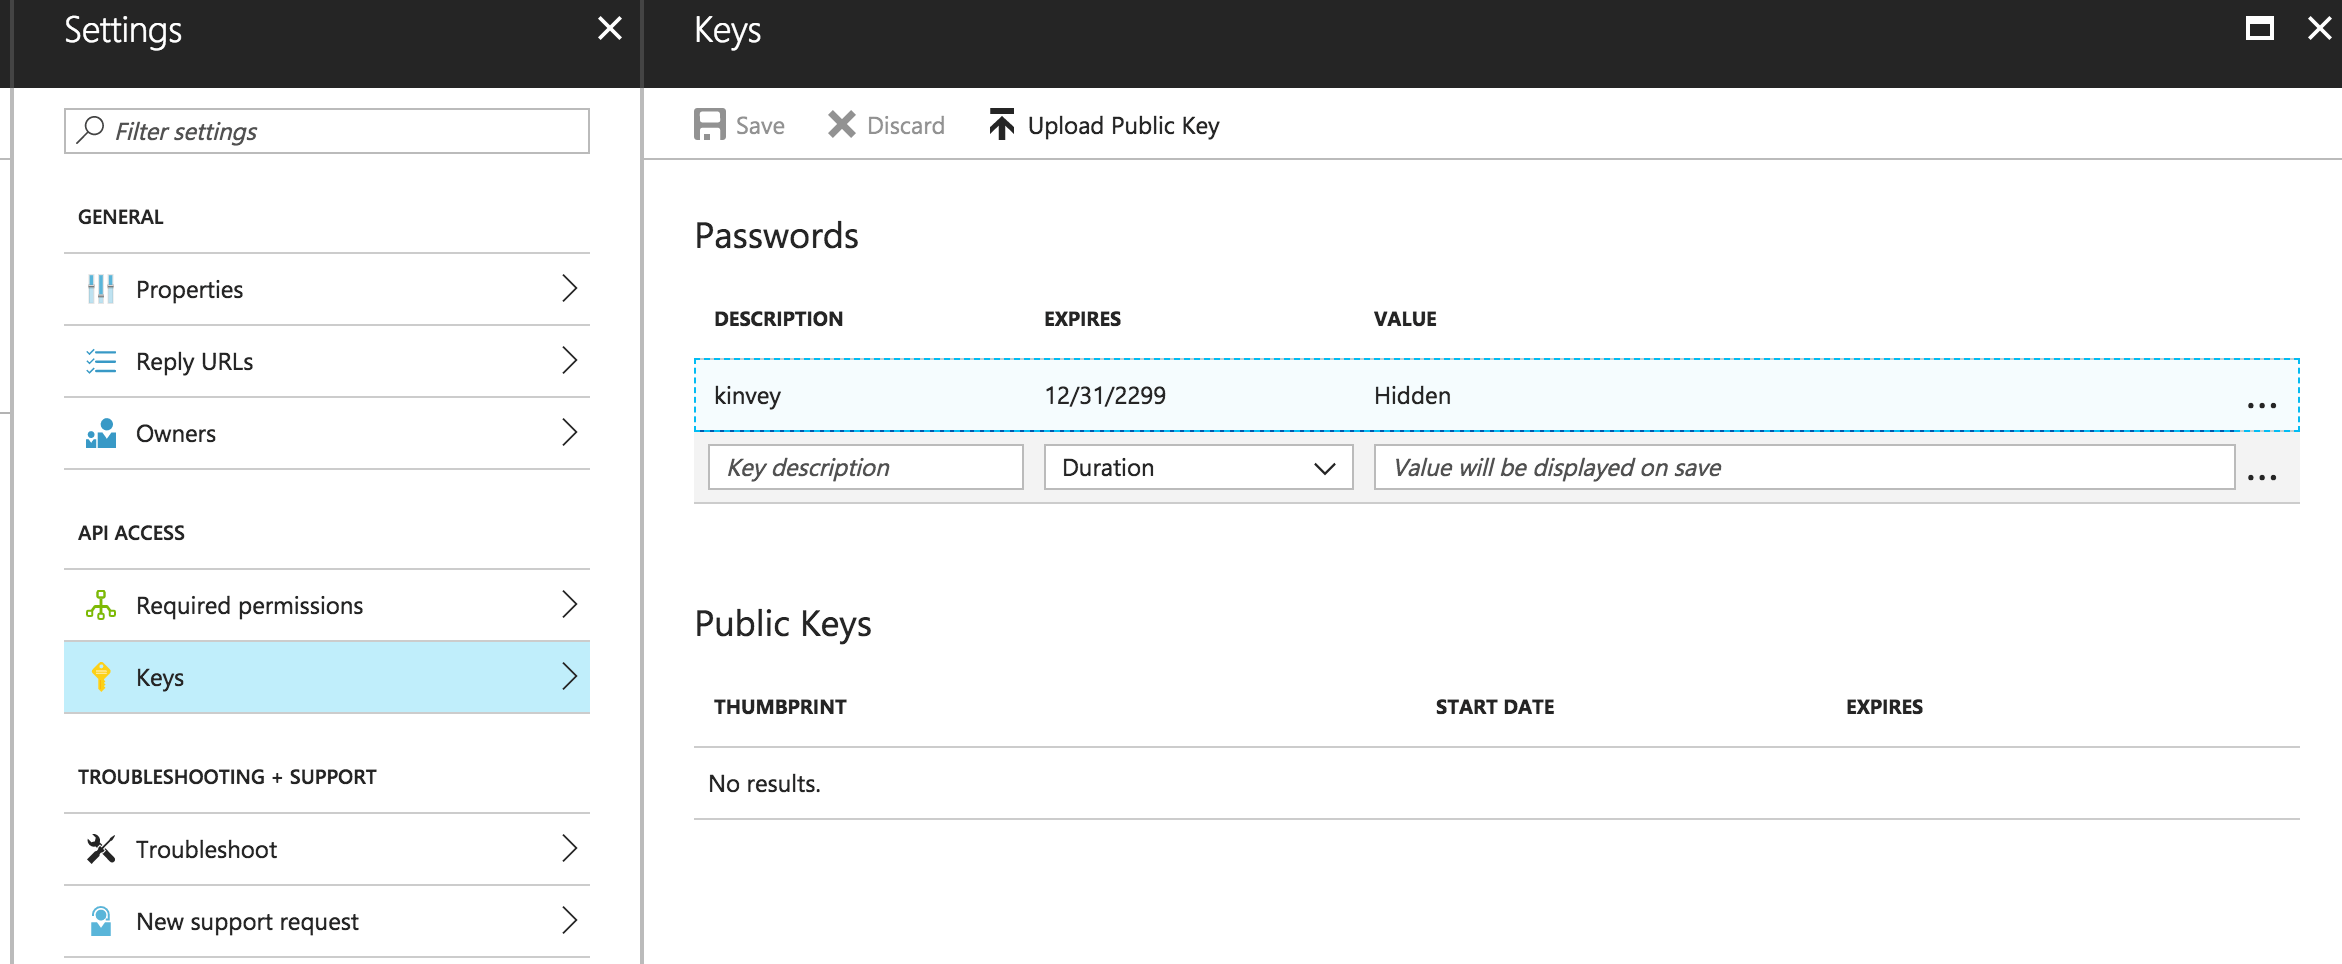 Settings
Filter settings
GENERAL
Properties
Reply URLs
Owners
API ACCESS
Required permissions
Keys
TROUBLESHOOTING + SUPPORT
Troubleshoot
New support request
Keys
Save Discard Upload Public Key
Passwords
DESCRIPTION EXPIRES VALUE
kinvey 12/31/2299 Hidden ...
Key description Duration Value will be displayed on save ...
Public Keys
THUMBPRINT START DATE EXPIRES
No results.